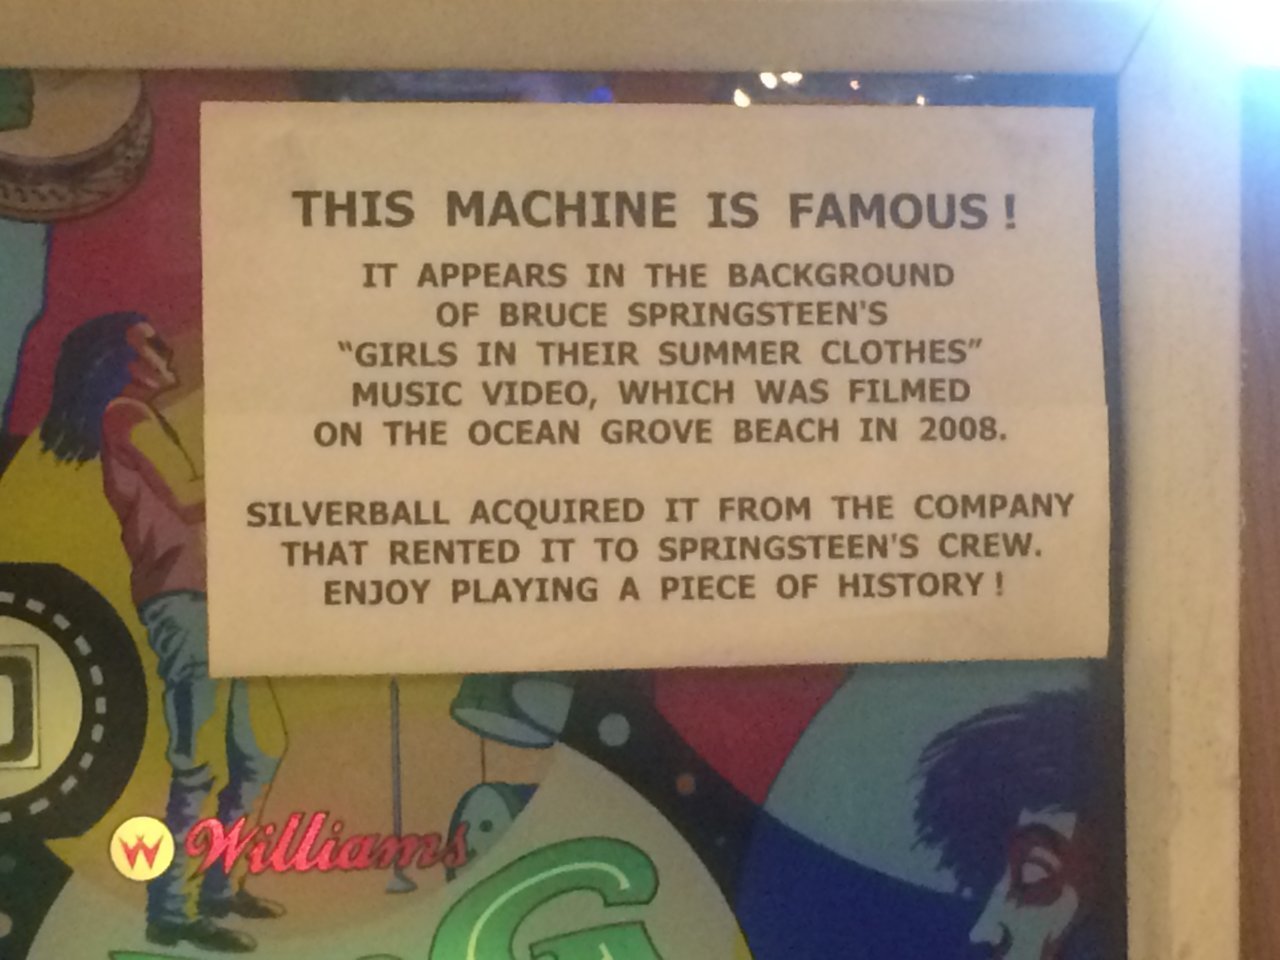 THIS MACHINE IS FAMOUS !
IT APPEARS IN THE BACKGROUND
OF BRUCE SPRINGSTEEN'S
“GIRLS IN THEIR SUMMER CLOTHES”
MUSIC VIDEO, WHICH WAS FILMED
ON THE OCEAN GROVE BEACH IN 2008.
SILVERBALL ACQUIRED IT FROM THE COMPANY
THAT RENTED IT TO SPRINGSTEEN'S CREW.
ENJOY PLAYING A PIECE OF HISTORY !
W Williams
G